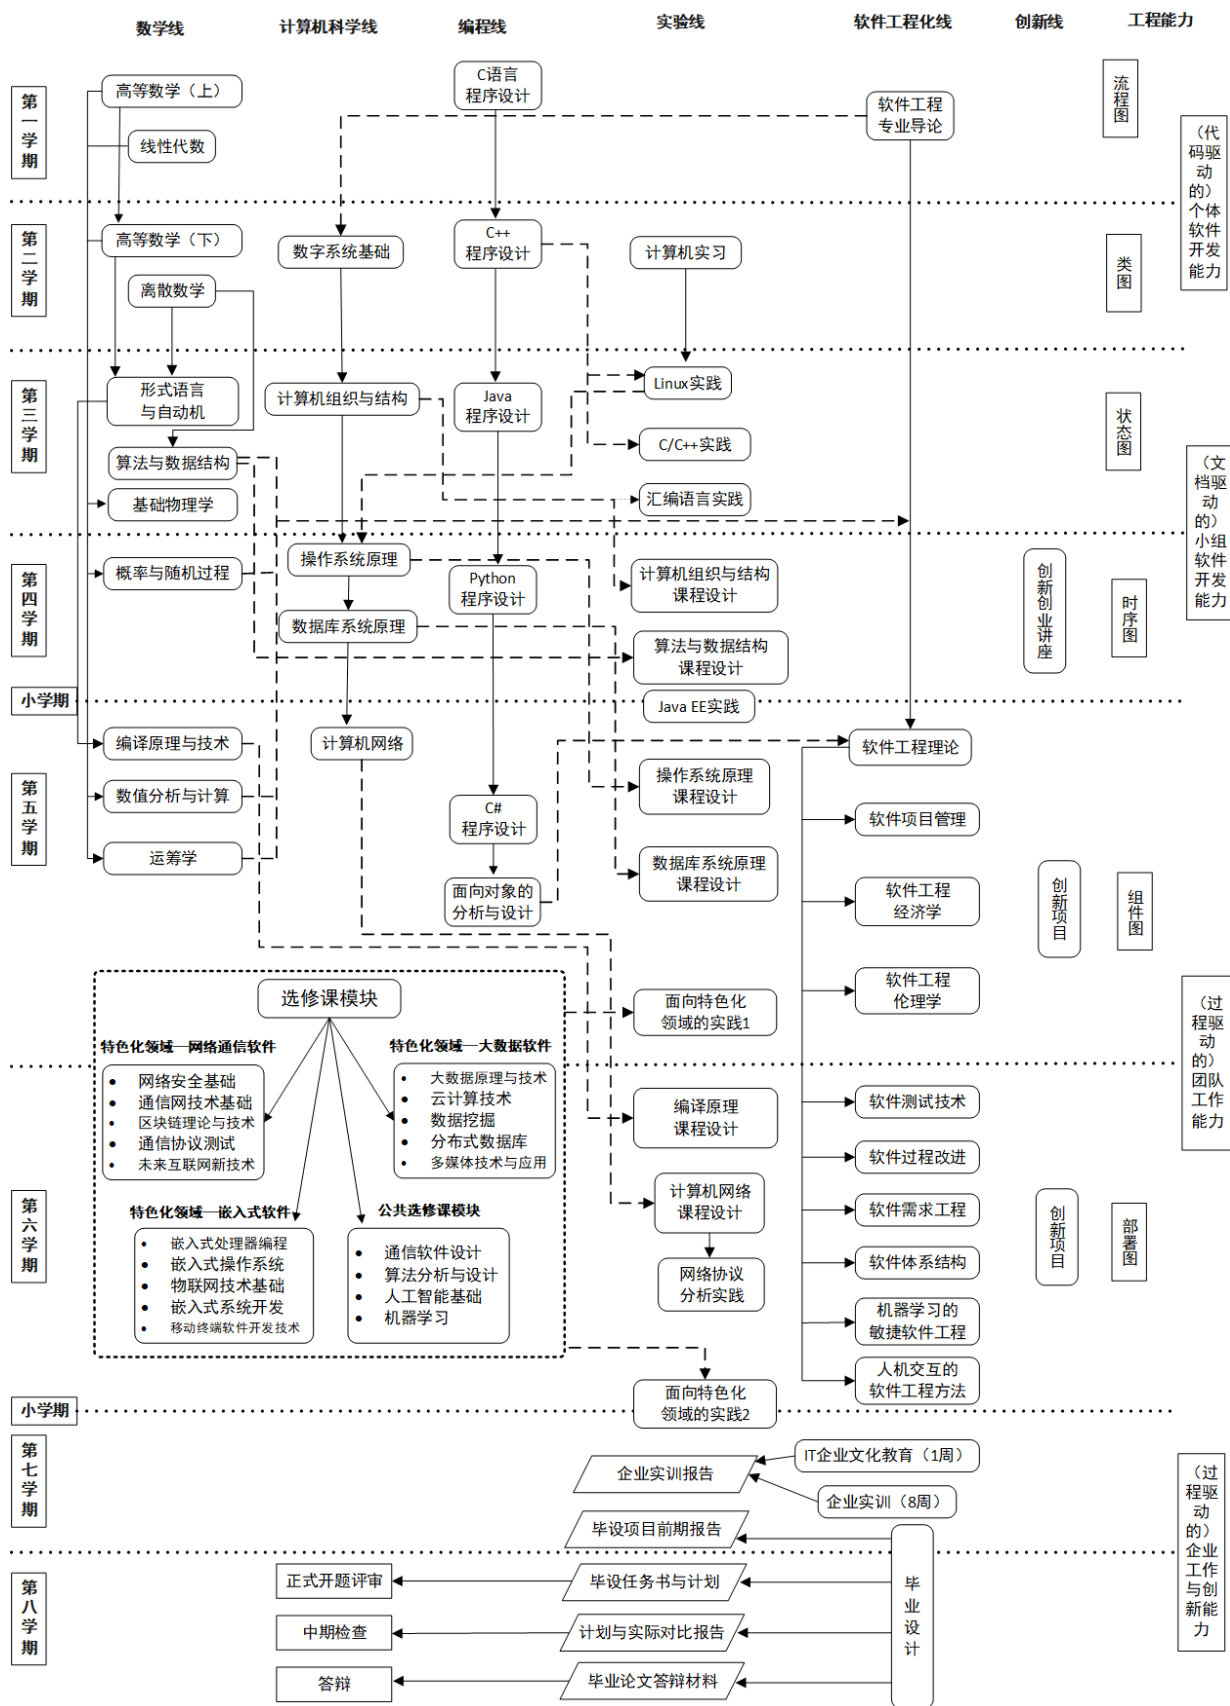 数学线
计算机科学线
编程线
实验线
软件工程化线
创新线
工程能力
第一学期
高等数学（上）
线性代数
C语言
程序设计
软件工程
专业导论
流程图
（代码驱动的）个体软件开发能力
第二学期
高等数学（下）
离散数学
数字系统基础
C++
程序设计
计算机实习
类图
第三学期
形式语言
与自动机
算法与数据结构
基础物理学
计算机组织与结构
Java
程序设计
Linux实践
C/C++实践
汇编语言实践
状态图
（文档驱动的）小组软件开发能力
第四学期
概率与随机过程
操作系统原理
数据库系统原理
Python
程序设计
计算机组织与结构
课程设计
算法与数据结构
课程设计
创新创业讲座
时序图
小学期
Java EE实践
第五学期
编译原理与技术
数值分析与计算
运筹学
计算机网络
C#
程序设计
面向对象的
分析与设计
操作系统原理
课程设计
数据库系统原理
课程设计
面向特色化
领域的实践1
软件工程理论
软件项目管理
软件工程
经济学
软件工程
伦理学
创新项目
组件图
（过程驱动的）团队工作能力
选修课模块
特色化领域—网络通信软件
• 网络安全基础
• 通信网技术基础
• 区块链理论与技术
• 通信协议测试
• 未来互联网新技术
特色化领域—大数据软件
• 大数据原理与技术
• 云计算技术
• 数据挖掘
• 分布式数据库
• 多媒体技术与应用
特色化领域—嵌入式软件
• 嵌入式处理器编程
• 嵌入式操作系统
• 物联网技术基础
• 嵌入式系统开发
• 移动终端软件开发技术
公共选修课模块
• 通信软件设计
• 算法分析与设计
• 人工智能基础
• 机器学习
第六学期
编译原理
课程设计
计算机网络
课程设计
网络协议
分析实践
软件测试技术
软件过程改进
软件需求工程
软件体系结构
机器学习的
敏捷软件工程
人机交互的
软件工程方法
创新项目
部署图
小学期
面向特色化
领域的实践2
第七学期
企业实训报告
IT企业文化教育（1周）
企业实训（8周）
毕设项目前期报告
（过程驱动的）企业工作与创新能力
第八学期
正式开题评审
毕设任务书与计划
毕业设计
中期检查
计划与实际对比报告
答辩
毕业论文答辩材料